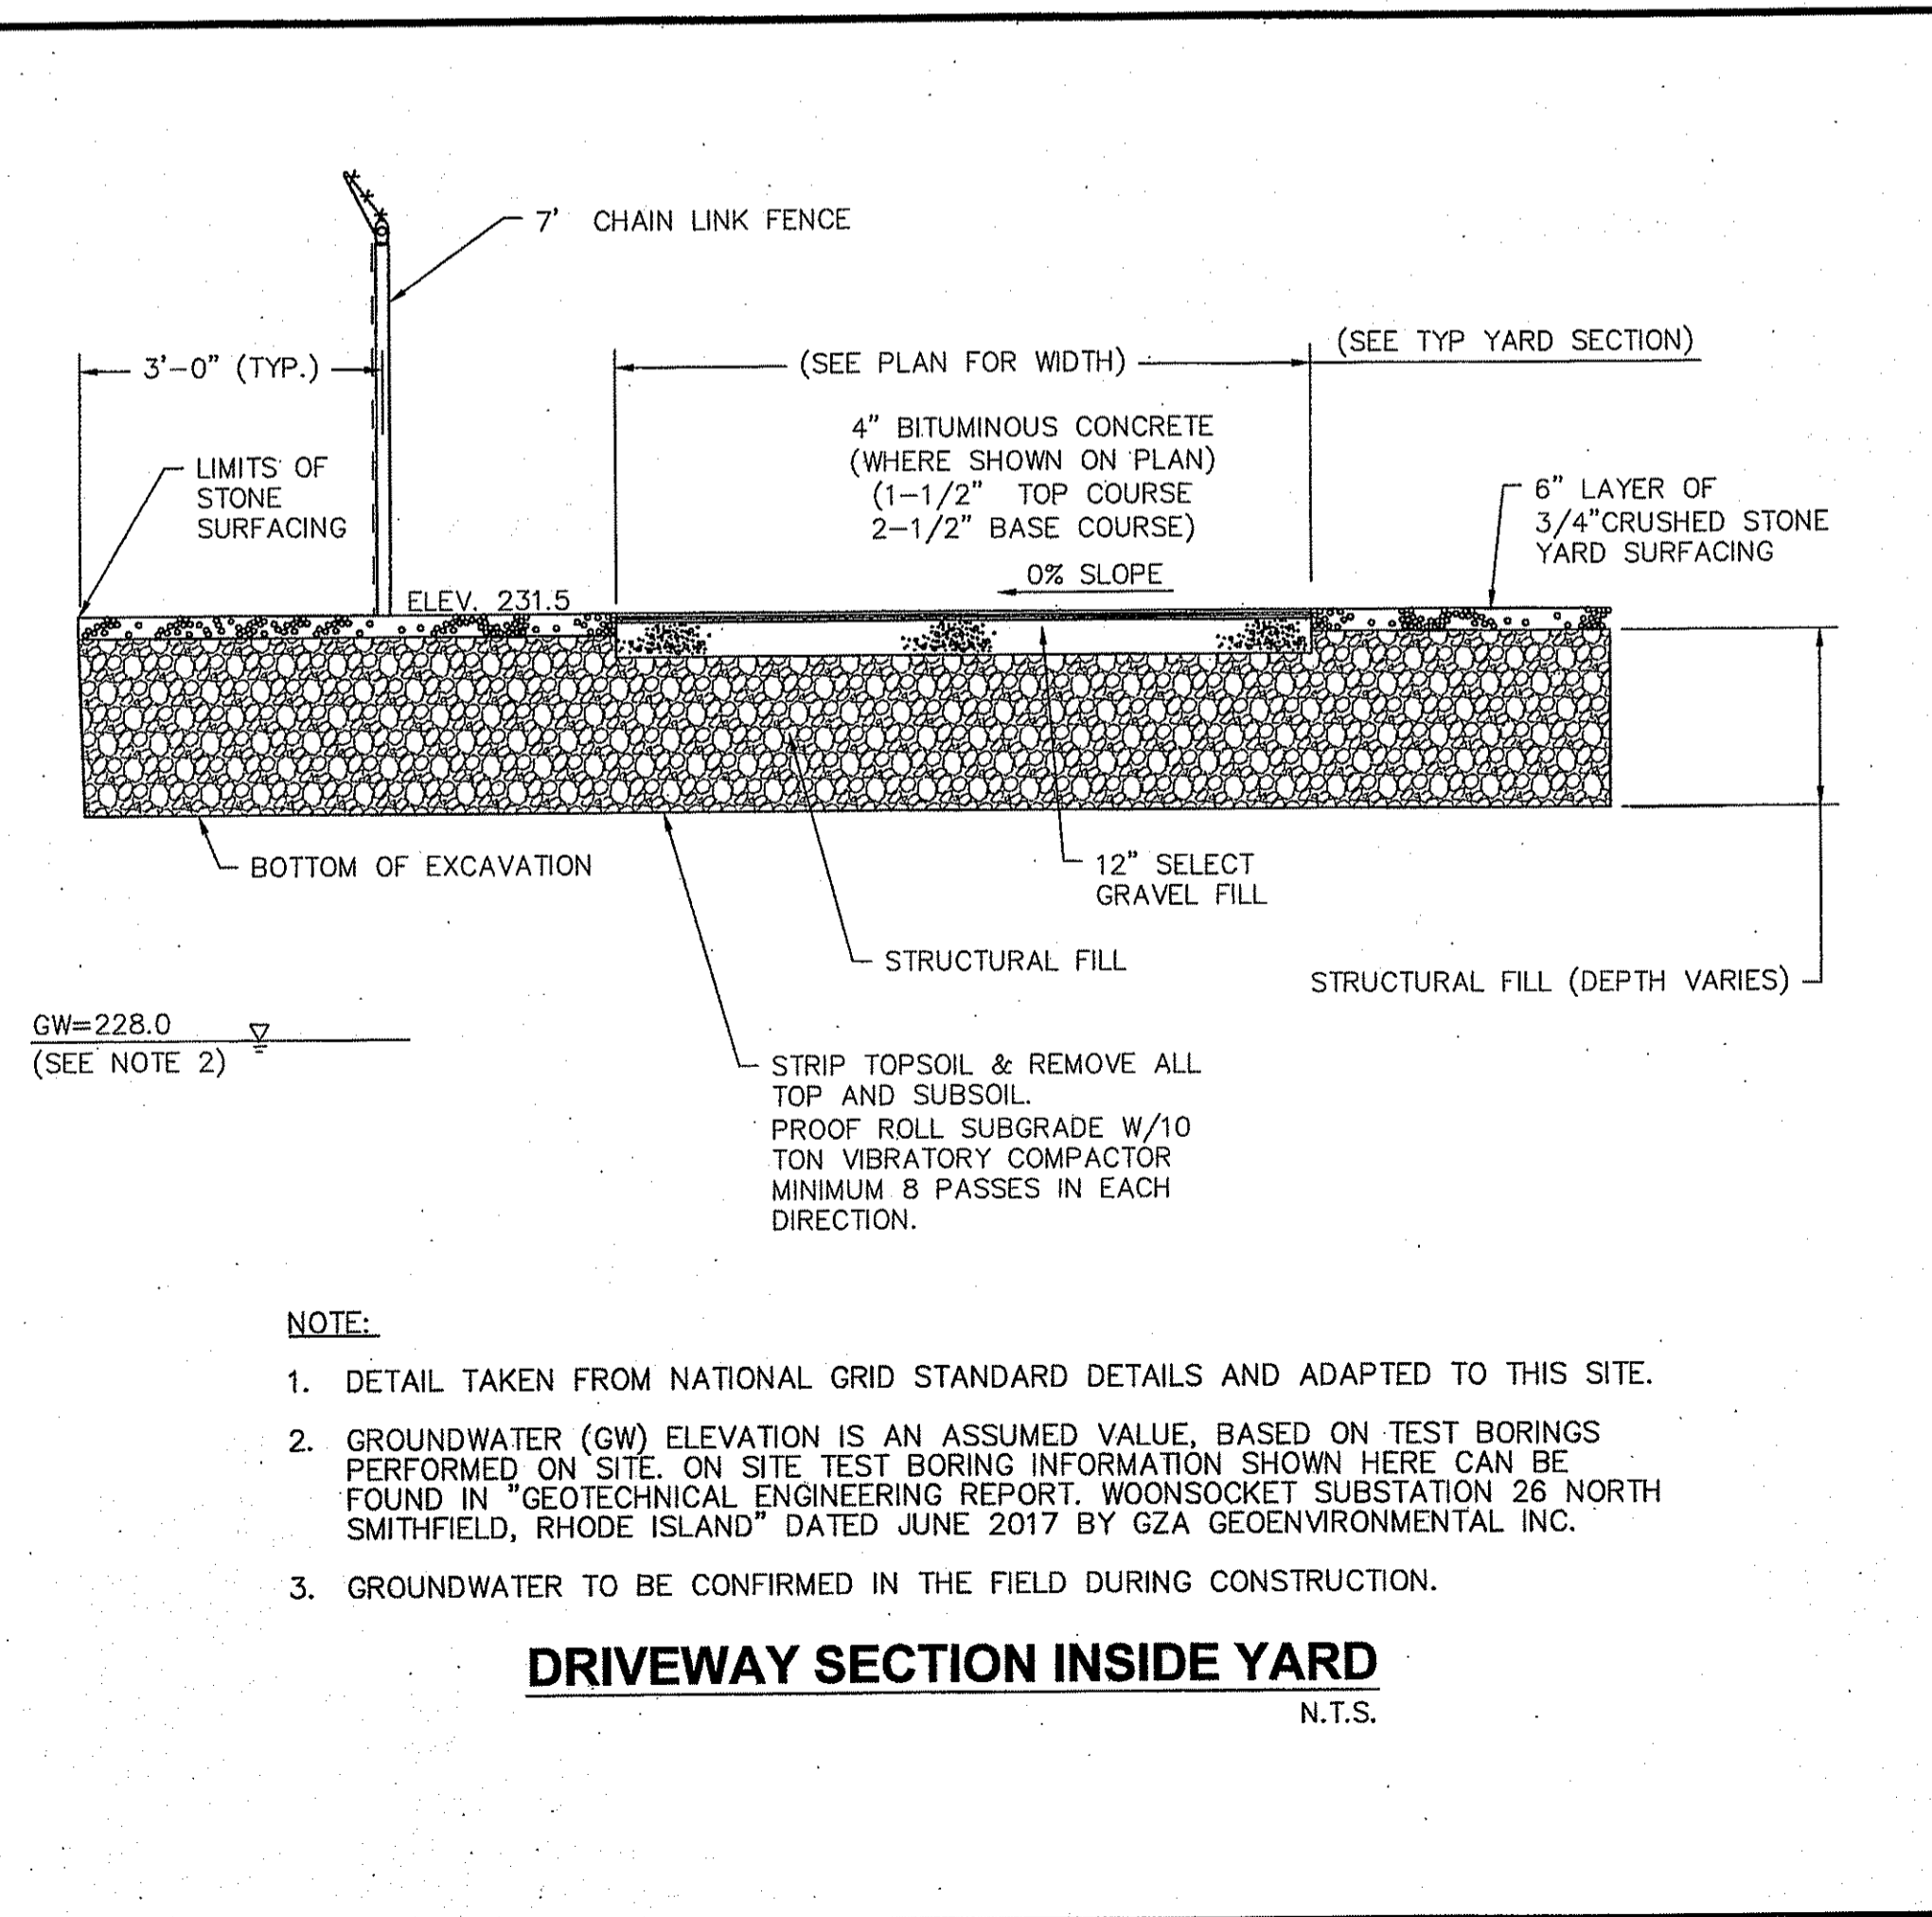 7' CHAIN LINK FENCE
(SEE TYP YARD SECTION)
3'-0" (TYP.)
(SEE PLAN FOR WIDTH)
4" BITUMINOUS CONCRETE
(WHERE SHOWN ON PLAN)
(1-1/2" TOP COURSE
2-1/2" BASE COURSE)
LIMITS OF
STONE
SURFACING
6" LAYER OF
3/4"CRUSHED STONE
YARD SURFACING
0% SLOPE
ELEV. 231.5
BOTTOM OF EXCAVATION
12" SELECT
GRAVEL FILL
STRUCTURAL FILL
STRUCTURAL FILL (DEPTH VARIES)
GW=228.0
(SEE NOTE 2)
STRIP TOPSOIL & REMOVE ALL
TOP AND SUBSOIL.
PROOF ROLL SUBGRADE W/10
TON VIBRATORY COMPACTOR
MINIMUM 8 PASSES IN EACH
DIRECTION.
NOTE:
1. DETAIL TAKEN FROM NATIONAL GRID STANDARD DETAILS AND ADAPTED TO THIS SITE.
2. GROUNDWATER (GW) ELEVATION IS AN ASSUMED VALUE, BASED ON TEST BORINGS
PERFORMED ON SITE. ON SITE TEST BORING INFORMATION SHOWN HERE CAN BE
FOUND IN "GEOTECHNICAL ENGINEERING REPORT. WOONSOCKET SUBSTATION 26 NORTH
SMITHFIELD, RHODE ISLAND" DATED JUNE 2017 BY GZA GEOENVIRONMENTAL INC.
3. GROUNDWATER TO BE CONFIRMED IN THE FIELD DURING CONSTRUCTION.
DRIVEWAY SECTION INSIDE YARD
N.T.S.